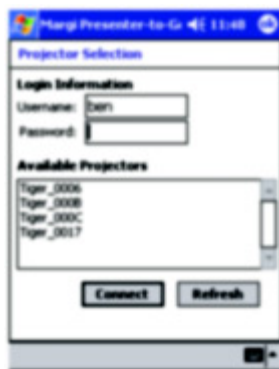 Margi Presenter-to-Go 11:48
Projector Selection
Login Information
Username: ben
Password:
Available Projectors
Tiger_0006
Tiger_000B
Tiger_000C
Tiger_0017
Connect Refresh